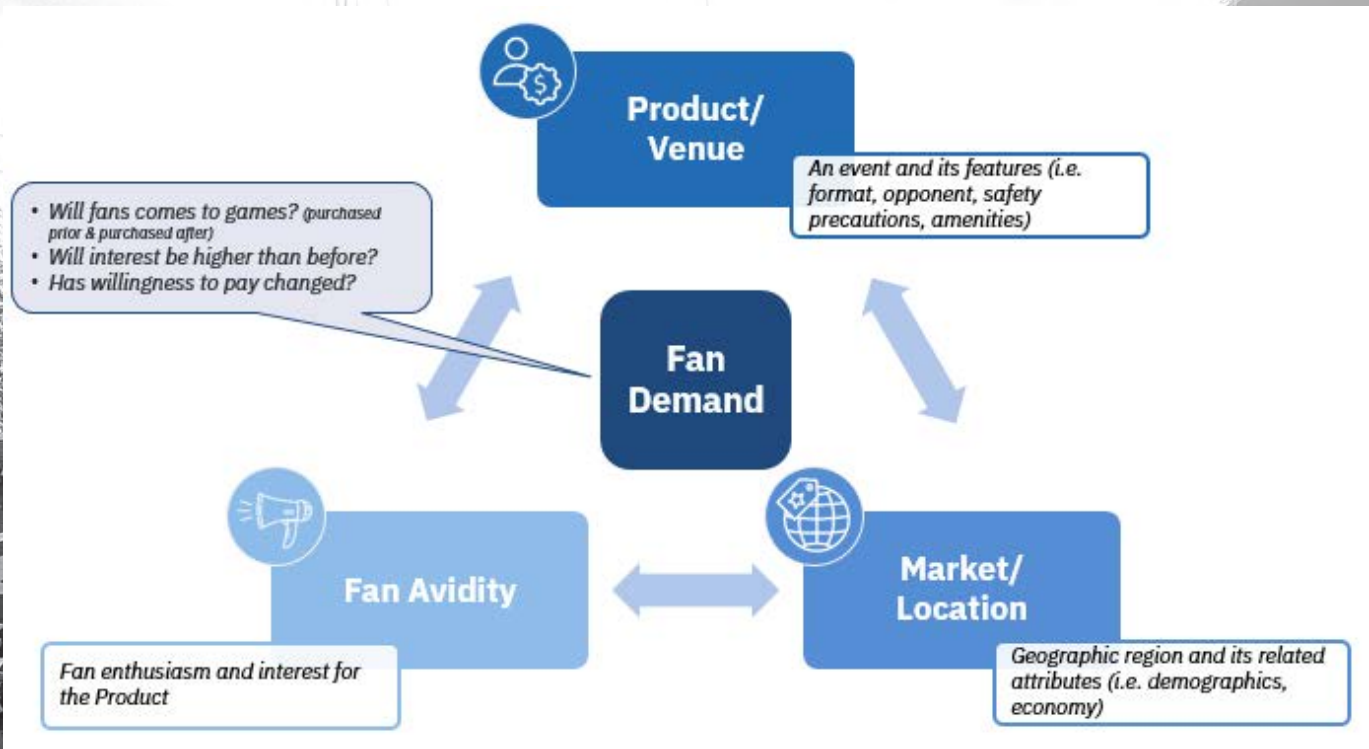 Product/
Venue
An event and its features (i.e.
format, opponent, safety
precautions, amenities)
• Will fans comes to games? (purchased
prior & purchased after)
• Will interest be higher than before?
• Has willingness to pay changed?
Fan
Demand
Fan Avidity
Fan enthusiasm and interest for
the Product
Market/
Location
Geographic region and its related
attributes (i.e. demographics,
economy)